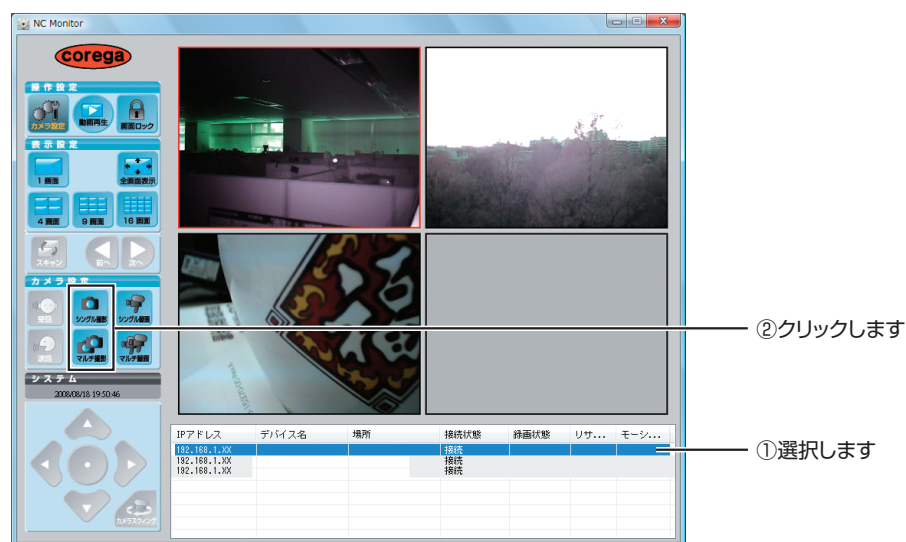 NC Monitor
corega
操作設定
カメラ設定
動画再生
画面ロック
表示設定
1 画面
全画面表示
4 画面
9 画面
16 画面
スキャン
前へ
次へ
カメラ設定
受話
シングル撮影
シングル録画
送話
マルチ撮影
マルチ録画
システム
2008/08/18 19:50:46
カメラスウィング
IPアドレス デバイス名 場所 接続状態 録画状態 リサ... モーシ...
192.168.1.XX 接続
192.168.1.XX 接続
192.168.1.XX 接続
②クリックします
①選択します